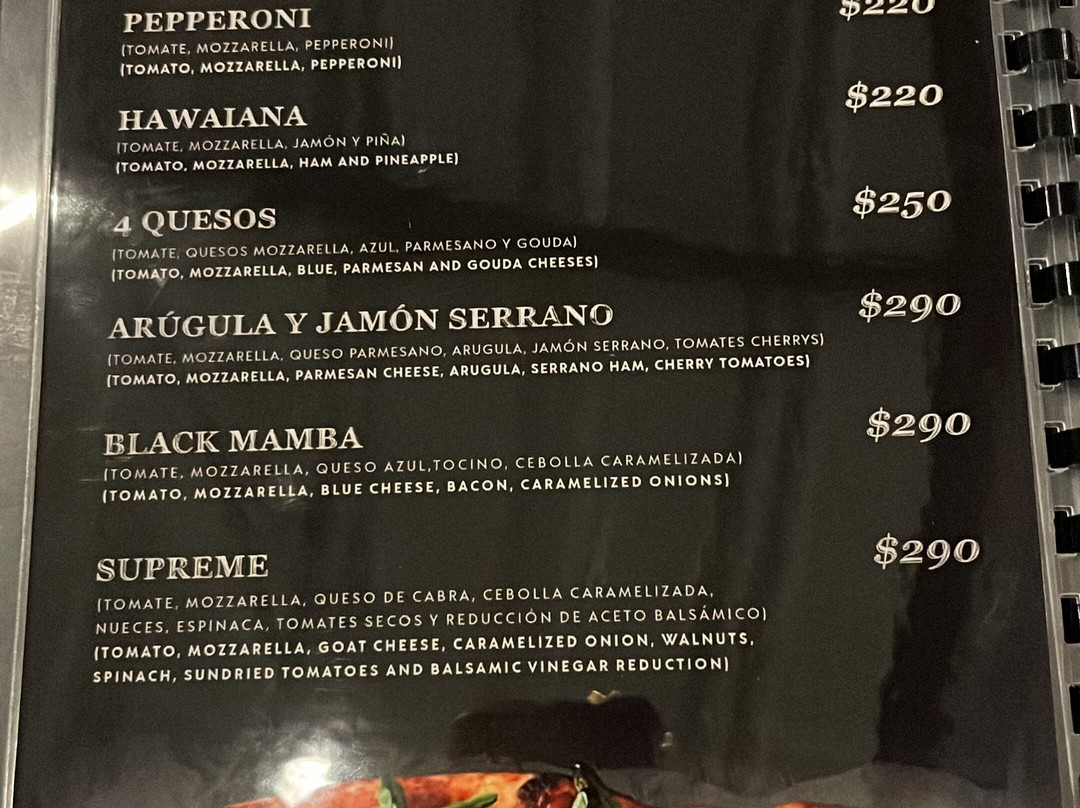 PEPPERONI $220
(TOMATE, MOZZARELLA, PEPPERONI)
(TOMATO, MOZZARELLA, PEPPERONI)
HAWAIANA $220
(TOMATE, MOZZARELLA, JAMÓN Y PIÑA)
(TOMATO, MOZZARELLA, HAM AND PINEAPPLE)
4 QUESOS $250
(TOMATE, QUESOS MOZZARELLA, AZUL, PARMESANO Y GOUDA)
(TOMATO, MOZZARELLA, BLUE, PARMESAN AND GOUDA CHEESES)
ARÚGULA Y JAMÓN SERRANO $290
(TOMATE, MOZZARELLA, QUESO PARMESANO, ARUGULA, JAMÓN SERRANO, TOMATES CHERRYS)
(TOMATO, MOZZARELLA, PARMESAN CHEESE, ARUGULA, SERRANO HAM, CHERRY TOMATOES)
BLACK MAMBA $290
(TOMATE, MOZZARELLA, QUESO AZUL,TOCINO, CEBOLLA CARAMELIZADA)
(TOMATO, MOZZARELLA, BLUE CHEESE, BACON, CARAMELIZED ONIONS)
SUPREME $290
(TOMATE, MOZZARELLA, QUESO DE CABRA, CEBOLLA CARAMELIZADA,
NUECES, ESPINACA, TOMATES SECOS Y REDUCCIÓN DE ACETO BALSÁMICO)
(TOMATO, MOZZARELLA, GOAT CHEESE, CARAMELIZED ONION, WALNUTS,
SPINACH, SUNDRIED TOMATOES AND BALSAMIC VINEGAR REDUCTION)